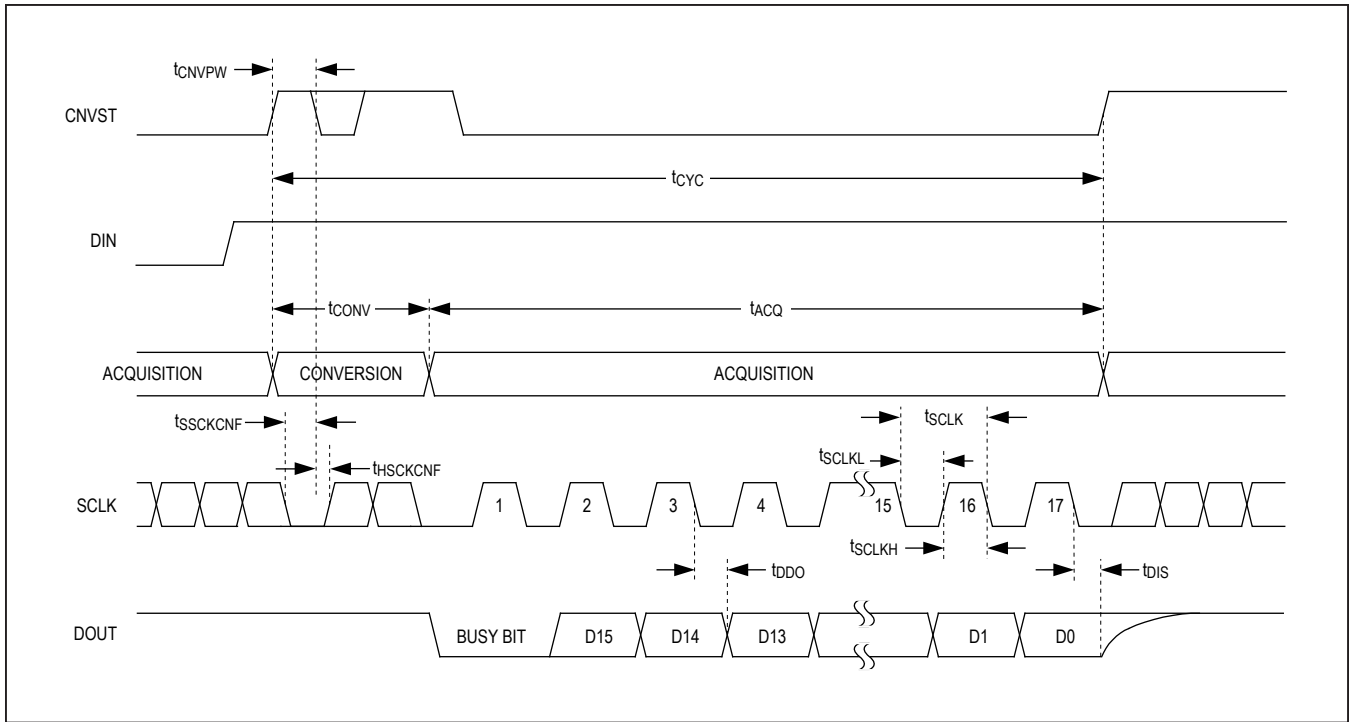 tCNVPW
CNVST
tCYC
DIN
tCONV
tACQ
ACQUISITION CONVERSION ACQUISITION
tSSCKCNF
tSCLK
tHSCKCNF
tSCLKL
SCLK 1 2 3 4 15 16 17
tSCLKH
tDDO
tDIS
DOUT BUSY BIT D15 D14 D13 D1 D0